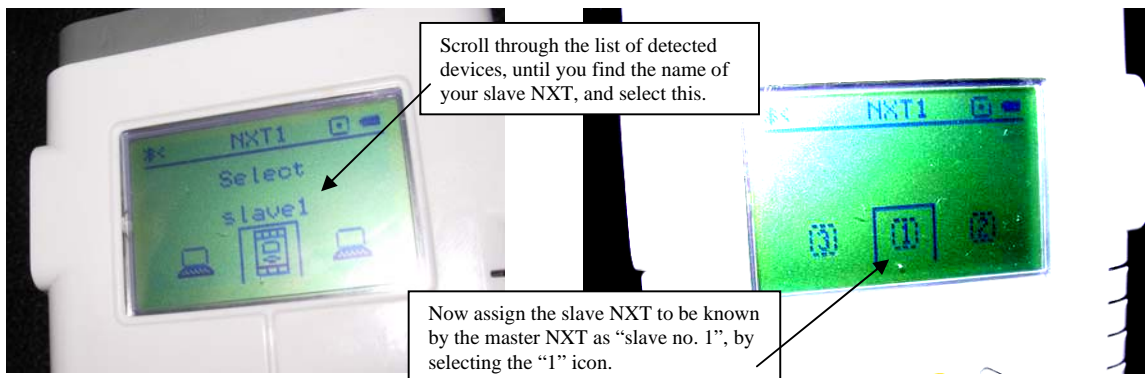 Scroll through the list of detected
devices, until you find the name of
your slave NXT, and select this.
NXT1
Select
slave1
NXT1
3
1
2
Now assign the slave NXT to be known
by the master NXT as “slave no. 1”, by
selecting the “1” icon.